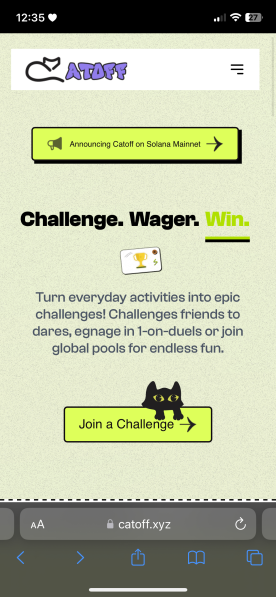 12:35
27
CATOFF
Announcing Catoff on Solana Mainnet
Challenge. Wager. Win.
Turn everyday activities into epic
challenges! Challenges friends to
dares, egnage in 1-on-duels or join
global pools for endless fun.
Join a Challenge
AA catoff.xyz